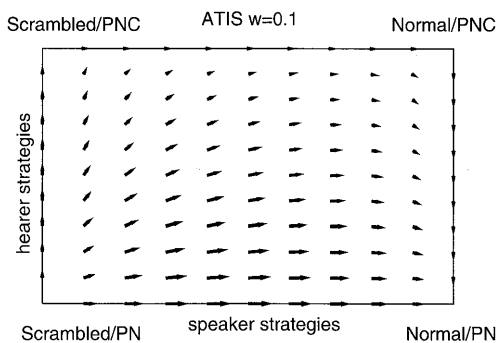 Scrambled/PNC ATIS w=0.1 Normal/PNC
hearer strategies
Scrambled/PN speaker strategies Normal/PN